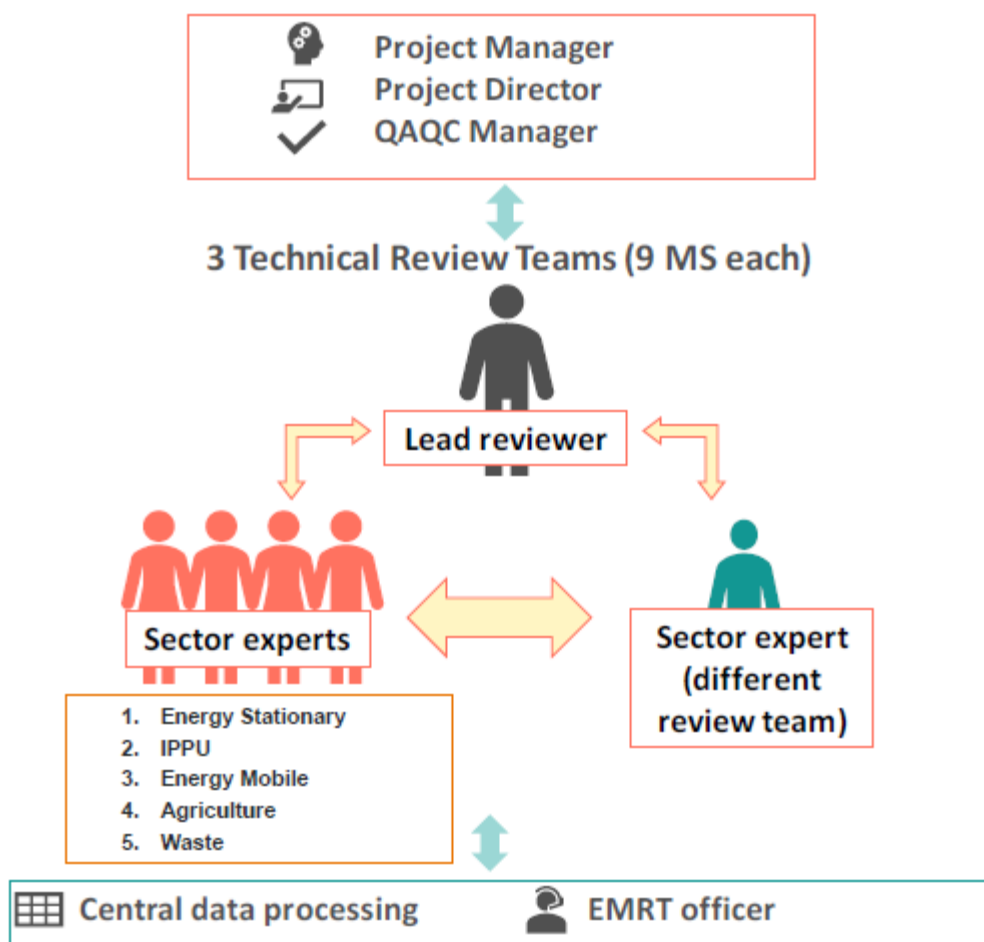 Project Manager
Project Director
QAQC Manager
3 Technical Review Teams (9 MS each)
Lead reviewer
Sector experts
Sector expert
(different
review team)
1. Energy Stationary
2. IPPU
3. Energy Mobile
4. Agriculture
5. Waste
Central data processing
EMRT officer